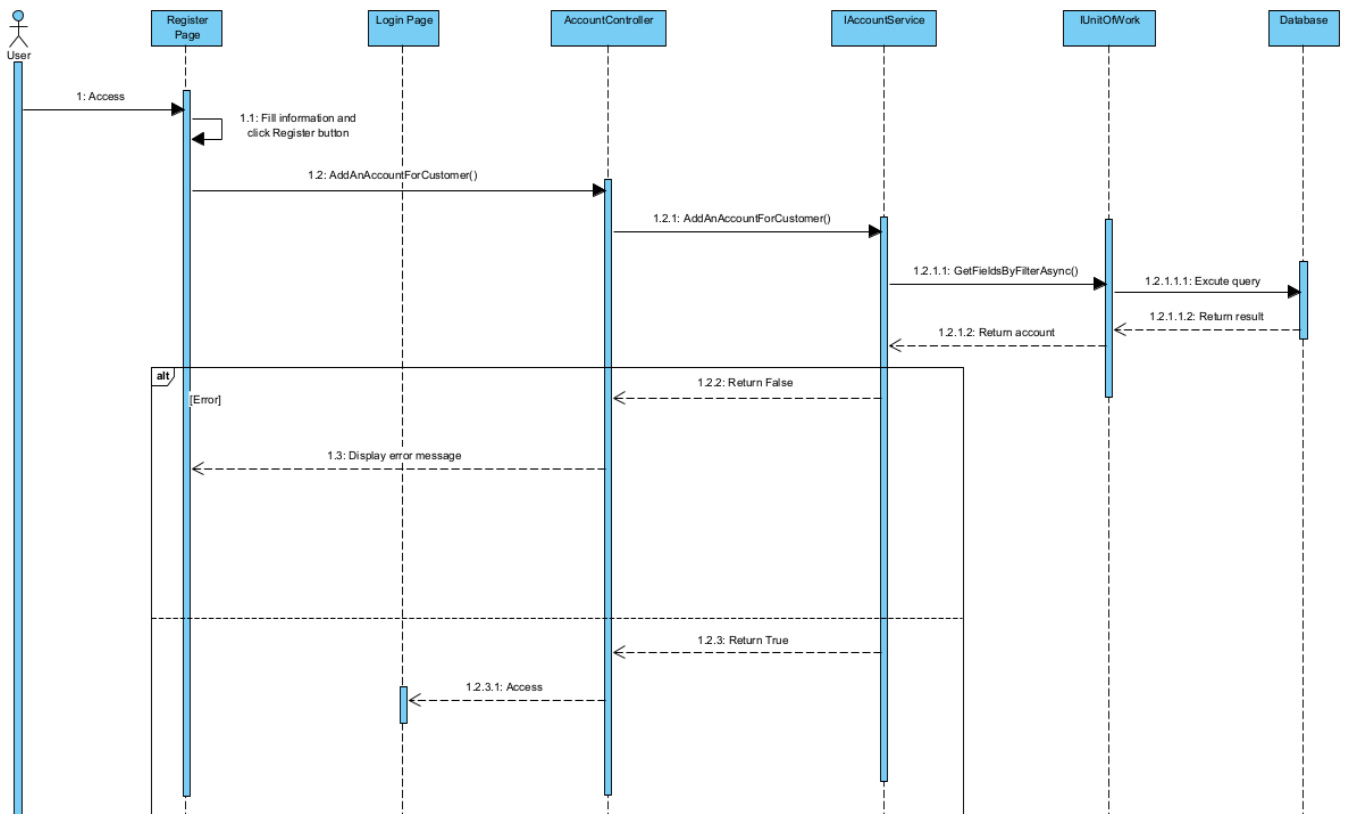 User
Register
Page
Login Page
AccountController
IAccountService
IUnitOfWork
Database
1: Access
1.1: Fill information and
click Register button
1.2: AddAnAccountForCustomer()
1.2.1: AddAnAccountForCustomer()
1.2.1.1: GetFieldsByFilterAsync()
1.2.1.1.1: Excute query
1.2.1.1.2: Return result
1.2.1.2: Return account
alt
[Error]
1.2.2: Return False
1.3: Display error message
1.2.3: Return True
1.2.3.1: Access